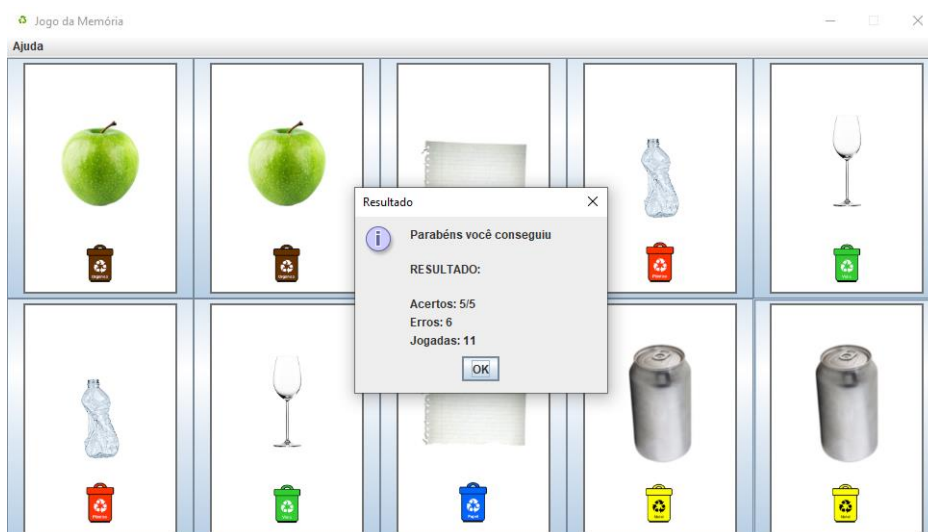 Jogo da Memória
Ajuda
Resultado
Parabéns você conseguiu
RESULTADO:
Acertos: 5/5
Erros: 6
Jogadas: 11
OK